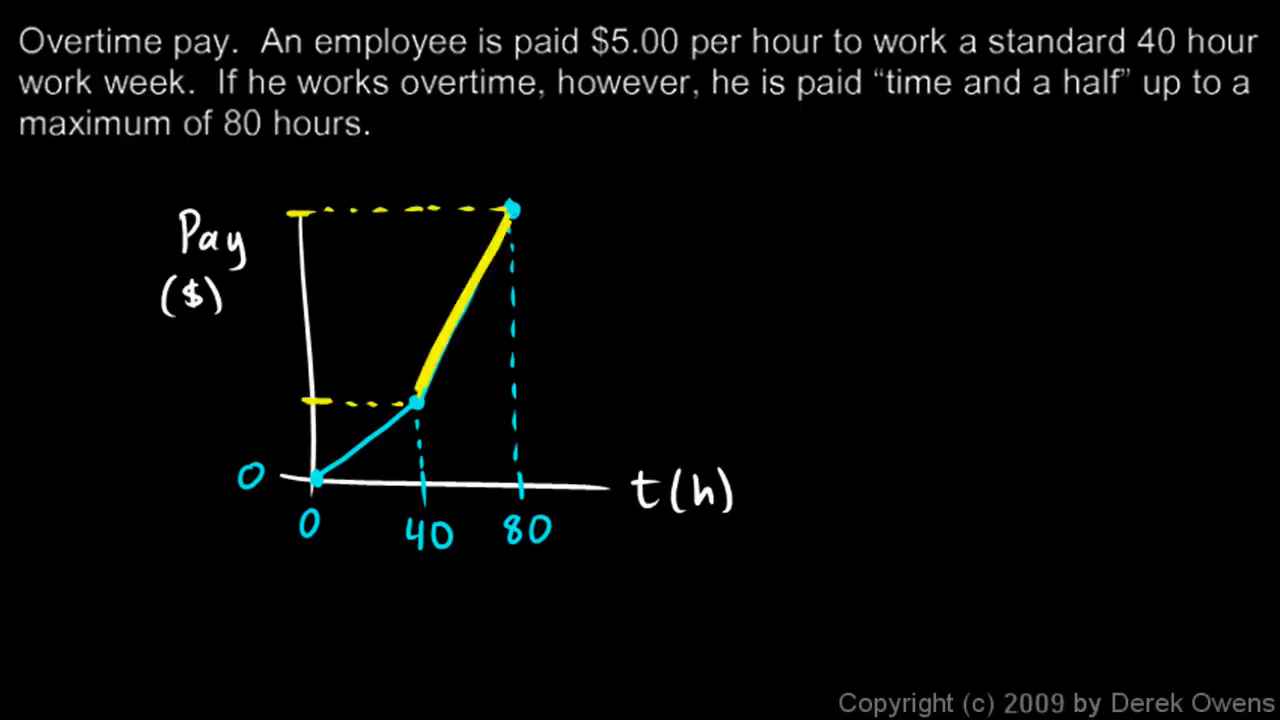 Overtime pay. An employee is paid $5.00 per hour to work a standard 40 hour
work week. If he works overtime, however, he is paid “time and a half” up to a
maximum of 80 hours.
Pay
($)
0
t(h)
0
40
80
Copyright (c) 2009 by Derek Owens